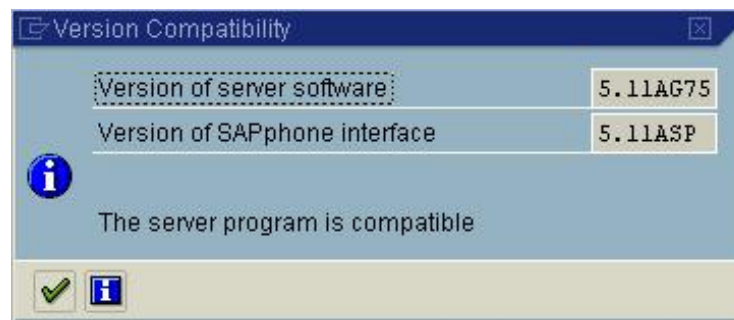 Version Compatibility
Version of server software 5.11AG75
Version of SAPphone interface 5.11ASP
The server program is compatible